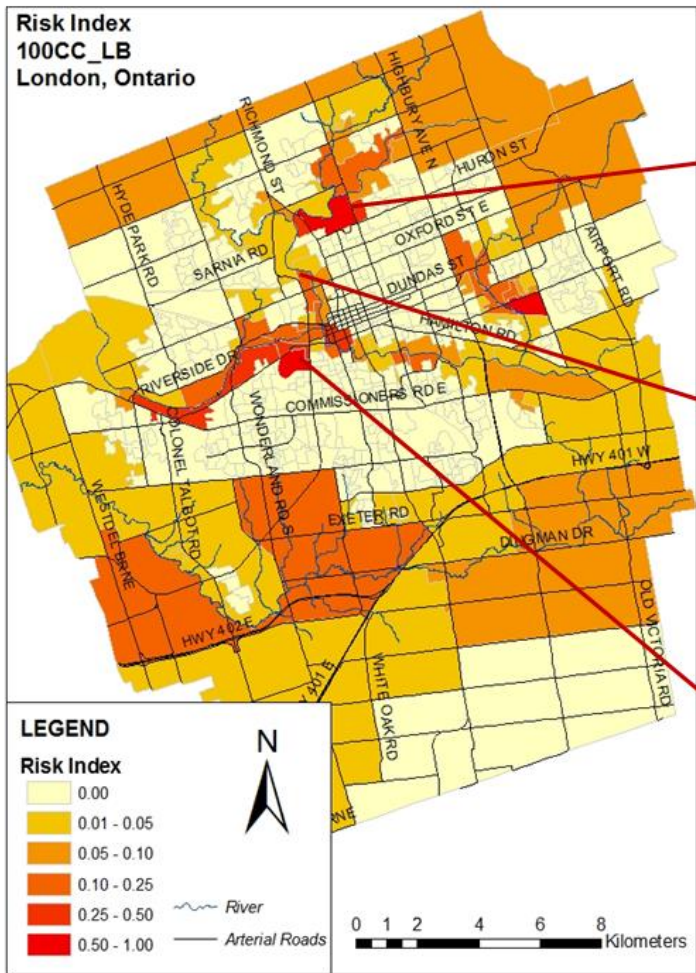 Risk Index
100CC_LB
London, Ontario
RICHMOND ST
HIGHBURY AVE N
HURON ST
HYDE PARK RD
OXFORD ST E
SARNIA RD
AIRPORT RD
DUNDAS ST
HAMILTON RD
RIVERSIDE DR
COMMISSIONERS RD E
WONDERLAND RD S
COLONEL TALBOT RD
HWY 401 W
WESTDEL BRNE
EXETER RD
DINGMAN DR
OLD VICTORIA RD
HWY 402 E
WHITE OAK RD
Y 401 E
RNE
LEGEND
Risk Index
0.00
0.01 - 0.05
0.05 - 0.10
0.10 - 0.25
0.25 - 0.50
0.50 - 1.00
N
River
Arterial Roads
0 1 2 4 6 8
Kilometers